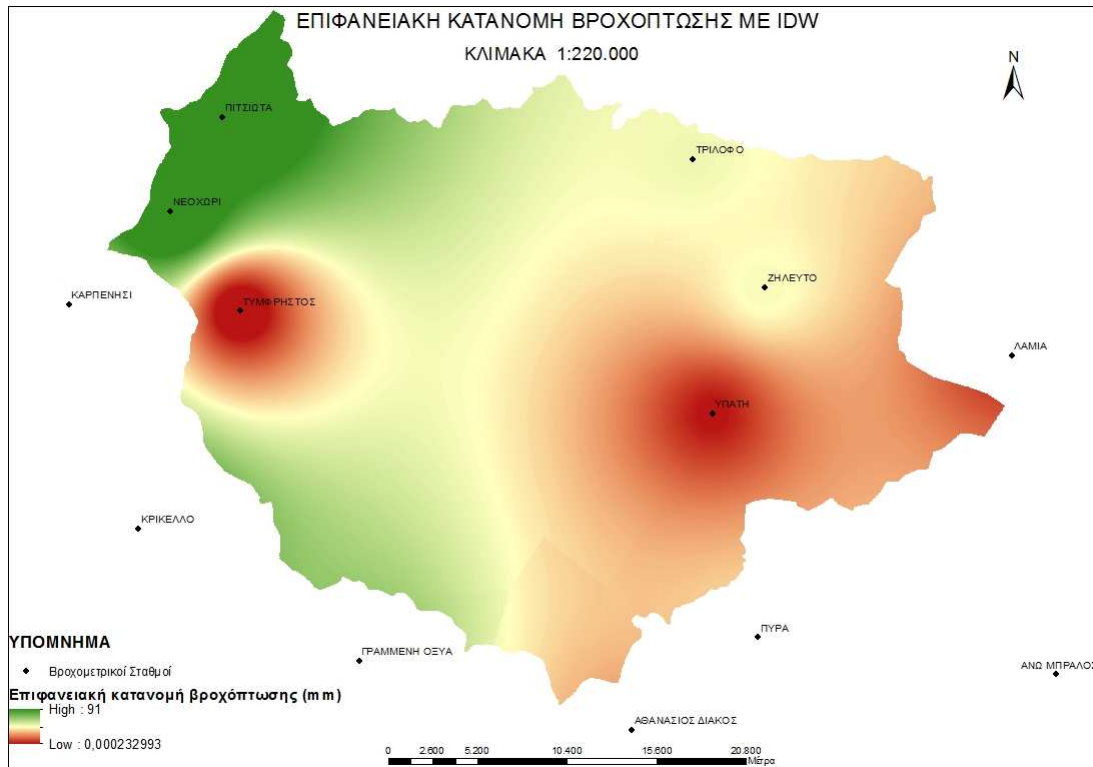 ΕΠΙΦΑΝΕΙΑΚΗ ΚΑΤΑΝΟΜΗ ΒΡΟΧΟΠΤΩΣΗΣ ΜΕ IDW
ΚΛΙΜΑΚΑ 1:220.000
N
ΠΙΤΣΙΩΤΑ
ΤΡΙΛΟΦΟ
ΝΕΟΧΩΡΙ
ΖΗΛΕΥΤΟ
ΚΑΡΠΕΝΗΣΙ
ΤΥΜΦΡΗΣΤΟΣ
ΛΑΜΙΑ
ΥΠΑΤΗ
ΚΡΙΚΕΛΛΟ
ΠΥΡΑ
ΓΡΑΜΜΕΝΗ ΟΞΥΑ
ΑΝΩ ΜΠΡΑΛΟΣ
ΑΘΑΝΑΣΙΟΣ ΔΙΑΚΟΣ
ΥΠΟΜΝΗΜΑ
Βροχομετρικοί Σταθμοί
Επιφανειακή κατανομή βροχόπτωσης (mm)
High : 91
Low : 0,000232993
0 2.600 5.200 10.400 15.600 20.800
Μέτρα